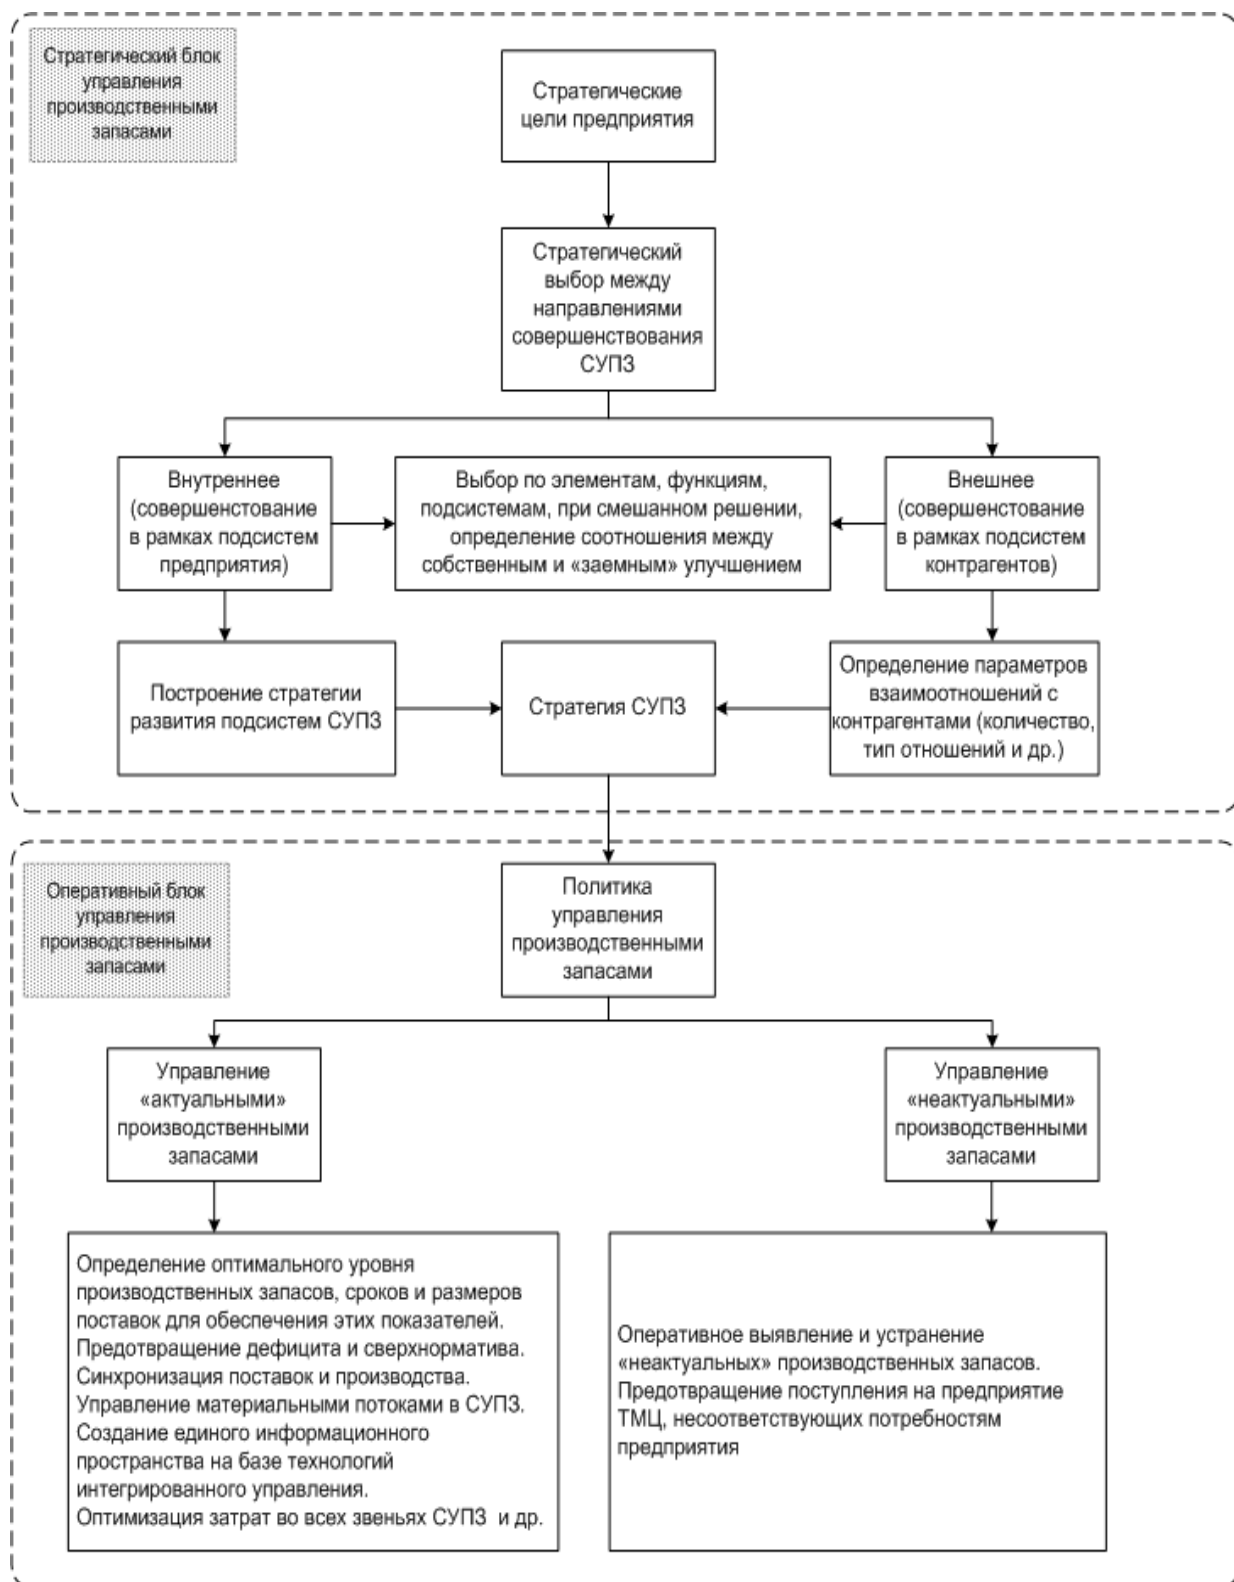 Стратегический блок
управления
производственными
запасами
Стратегические
цели предприятия
Стратегический
выбор между
направлениями
совершенствования
СУПЗ
Внутреннее
(совершенстование
в рамках подсистем
предприятия)
Выбор по элементам, функциям,
подсистемам, при смешанном решении,
определение соотношения между
собственным и «заемным» улучшением
Внешнее
(совершенстование
в рамках подсистем
контрагентов)
Построение стратегии
развития подсистем СУПЗ
Стратегия СУПЗ
Определение параметров
взаимоотношений с
контрагентами (количество,
тип отношений и др.)
Оперативный блок
управления
производственными
запасами
Политика
управления
производственными
запасами
Управление
«актуальными»
производственными
запасами
Управление
«неактуальными»
производственными
запасами
Определение оптимального уровня
производственных запасов, сроков и размеров
поставок для обеспечения этих показателей.
Предотвращение дефицита и сверхнорматива.
Синхронизация поставок и производства.
Управление материальными потоками в СУПЗ.
Создание единого информационного
пространства на базе технологий
интегрированного управления.
Оптимизация затрат во всех звеньях СУПЗ и др.
Оперативное выявление и устранение
«неактуальных» производственных запасов.
Предотвращение поступления на предприятие
ТМЦ, несоответствующих потребностям
предприятия